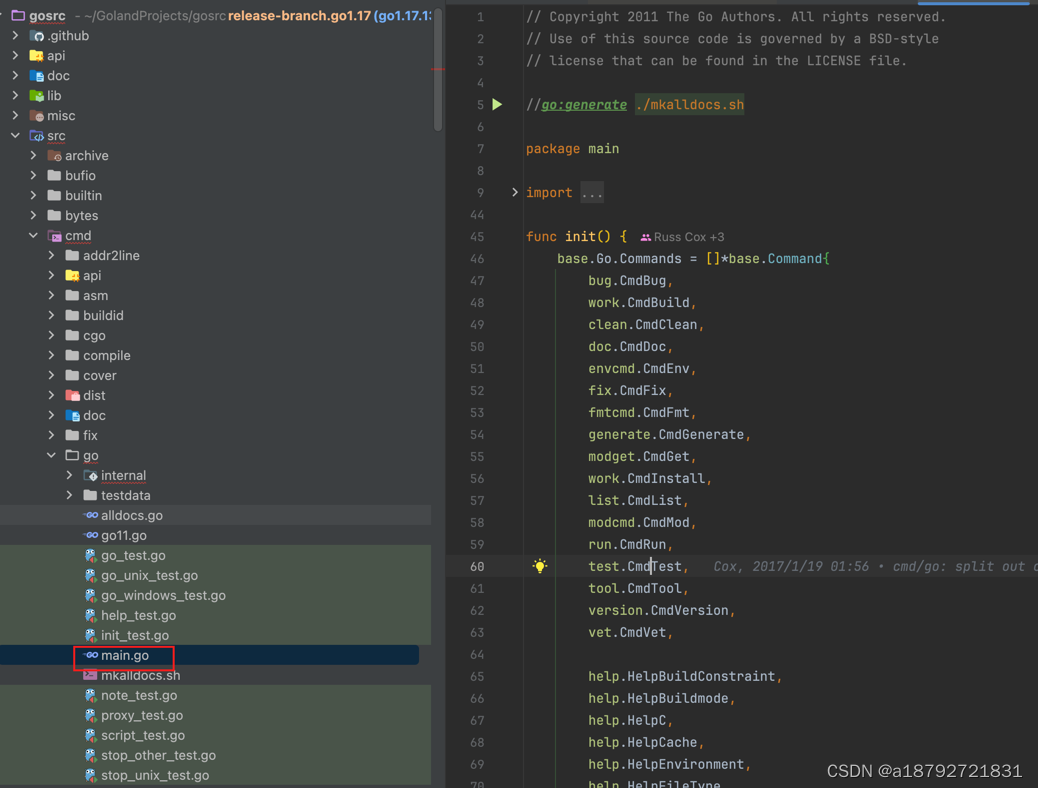 gosrc - ~/GolandProjects/gosrc release-branch.go1.17 (go1.17.13
.github
api
doc
lib
misc
src
archive
bufio
builtin
bytes
cmd
addr2line
api
asm
buildid
cgo
compile
cover
dist
doc
fix
go
internal
testdata
alldocs.go
go11.go
go_test.go
go_unix_test.go
go_windows_test.go
help_test.go
init_test.go
main.go
mkalldocs.sh
note_test.go
proxy_test.go
script_test.go
stop_other_test.go
stop_unix_test.go
1 // Copyright 2011 The Go Authors. All rights reserved.
2 // Use of this source code is governed by a BSD-style
3 // license that can be found in the LICENSE file.
4
5 //go:generate ./mkalldocs.sh
6
7 package main
8
9 import ...
44
45 func init() { Russ Cox +3
46 base.Go.Commands = []*base.Command{
47 bug.CmdBug,
48 work.CmdBuild,
49 clean.CmdClean,
50 doc.CmdDoc,
51 envcmd.CmdEnv,
52 fix.CmdFix,
53 fmtcmd.CmdFmt,
54 generate.CmdGenerate,
55 modget.CmdGet,
56 work.CmdInstall,
57 list.CmdList,
58 modcmd.CmdMod,
59 run.CmdRun,
60 test.CmdTest, Cox, 2017/1/19 01:56 • cmd/go: split out
61 tool.CmdTool,
62 version.CmdVersion,
63 vet.CmdVet,
64
65 help.HelpBuildConstraint,
66 help.HelpBuildmode,
67 help.HelpC,
68 help.HelpCache,
69 help.HelpEnvironment,
70 help.HelpFileType
CSDN @a18792721831